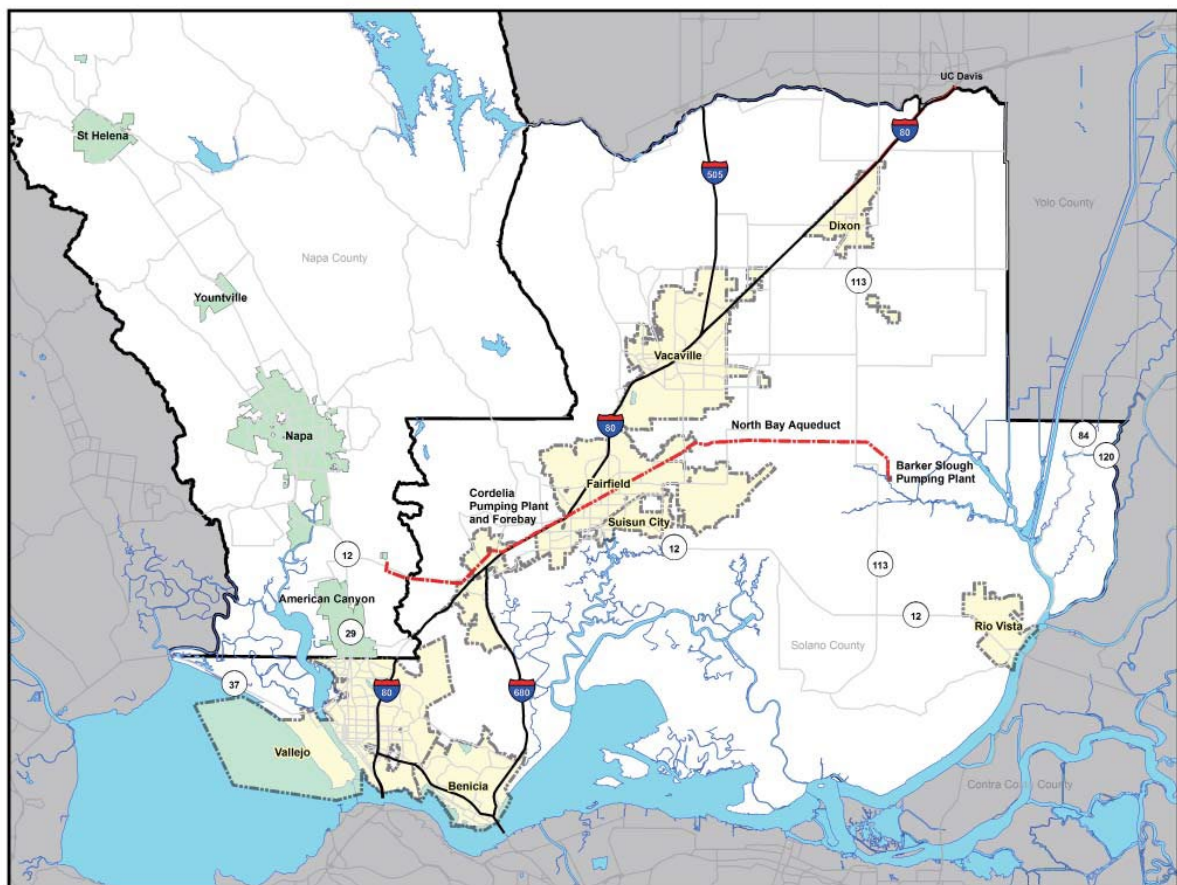 UC Davis
80
St Helena
505
Yolo County
Dixon
Napa County
113
Yountville
Vacaville
80
North Bay Aqueduct
84
Napa
120
Barker Slough
Pumping Plant
Fairfield
Cordelia
Pumping Plant
and Forebay
Suisun City
12
12
113
American Canyon
12
29
Rio Vista
Solano County
37
80
680
Vallejo
Benicia
Contra Costa County